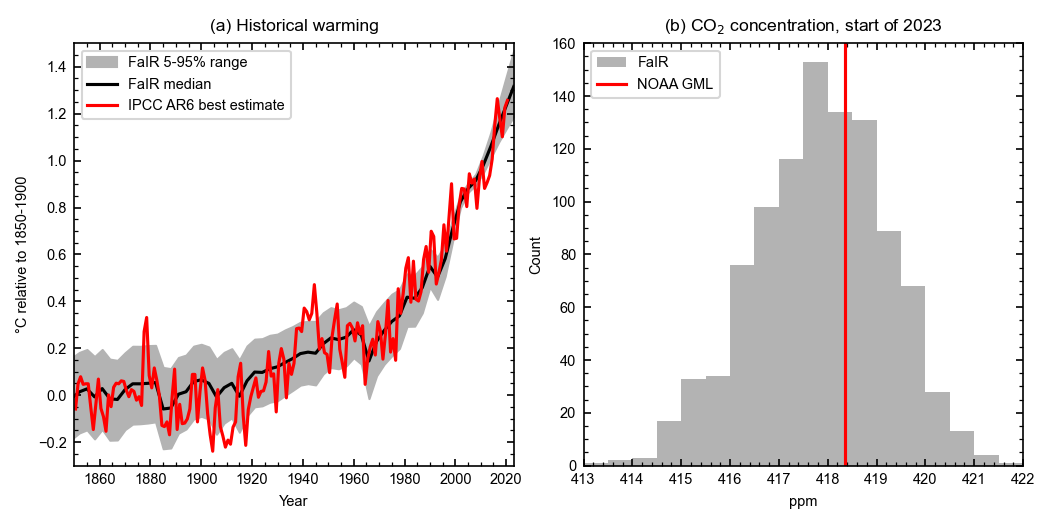 (a) Historical warming
FaIR 5-95% range
FaIR median
IPCC AR6 best estimate
1.4
1.2
1.0
0.8
0.6
0.4
0.2
0.0
−0.2
°C relative to 1850-1900
1860 1880 1900 1920 1940 1960 1980 2000 2020
Year
(b) CO₂ concentration, start of 2023
FaIR
NOAA GML
160
140
120
100
80
60
40
20
0
Count
413 414 415 416 417 418 419 420 421 422
ppm